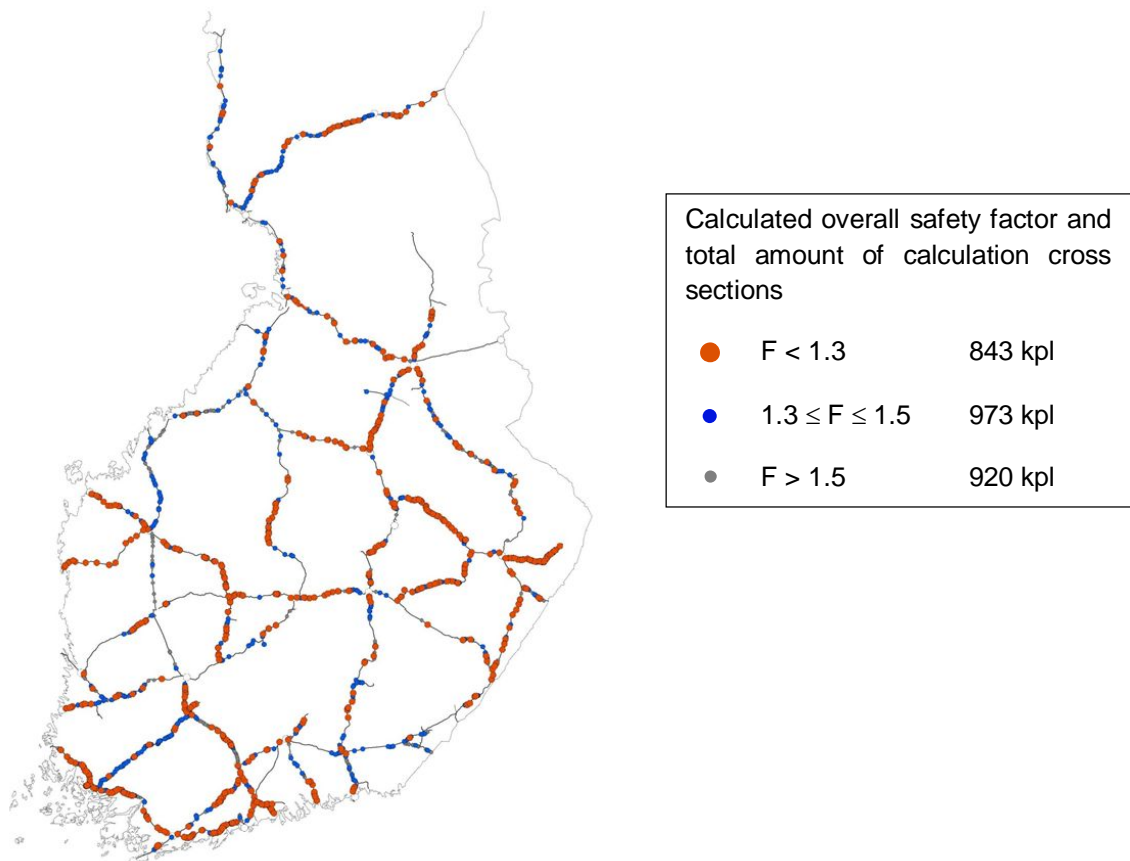 Calculated overall safety factor and
total amount of calculation cross
sections
F < 1.3 843 kpl
1.3 ≤ F ≤ 1.5 973 kpl
F > 1.5 920 kpl